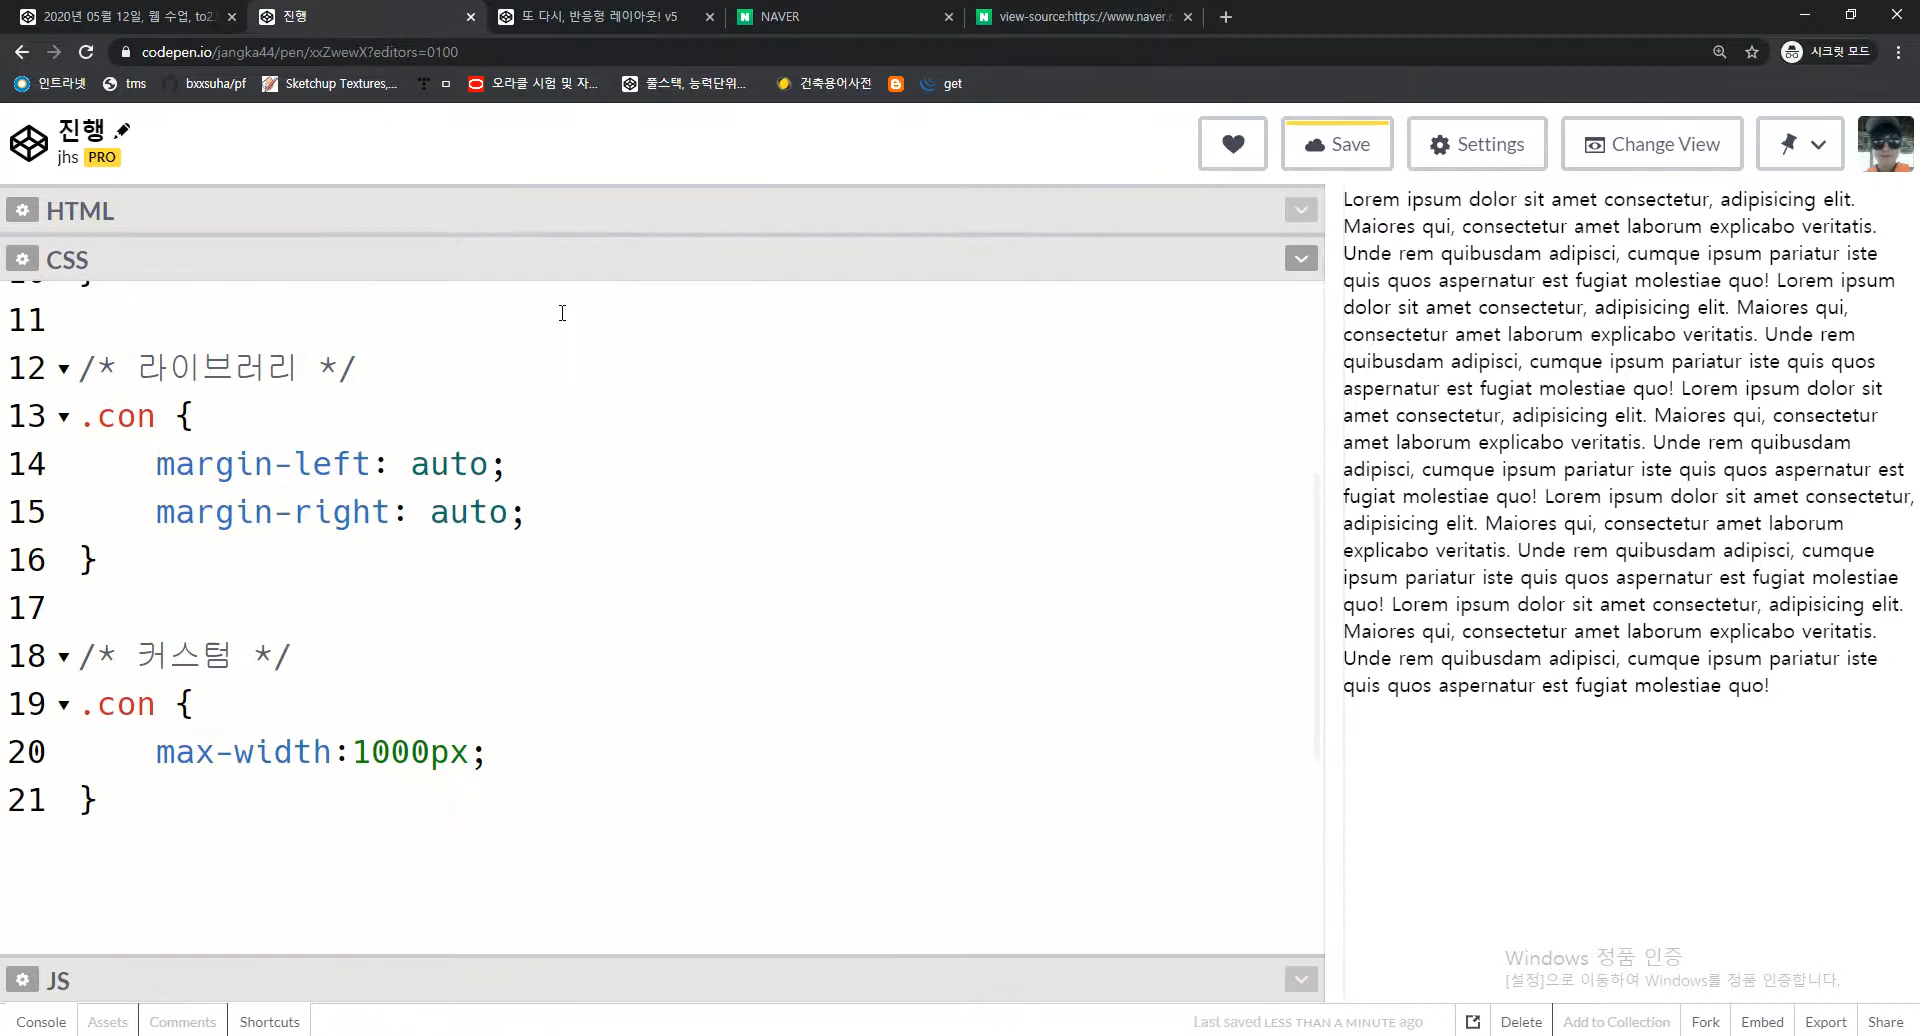 2020년 05월 12일, 웹 수업, to2
진행
또 다시, 반응형 레이아웃! v5
NAVER
view-source:https://www.naver.c
codepen.io/jangka44/pen/xxZwewX?editors=0100
시크릿 모드
인트라넷
tms
bxxsuha/pf
Sketchup Textures,...
ㅁ
오라클 시험 및 자...
풀스택, 능력단위...
건축용어사전
get
진행
jhs PRO
Save
Settings
Change View
HTML
CSS
11
12 /* 라이브러리 */
13 .con {
14 margin-left: auto;
15 margin-right: auto;
16 }
17
18 /* 커스텀 */
19 .con {
20 max-width:1000px;
21 }
JS
Lorem ipsum dolor sit amet consectetur, adipisicing elit.
Maiores qui, consectetur amet laborum explicabo veritatis.
Unde rem quibusdam adipisci, cumque ipsum pariatur iste
quis quos aspernatur est fugiat molestiae quo! Lorem ipsum
dolor sit amet consectetur, adipisicing elit. Maiores qui,
consectetur amet laborum explicabo veritatis. Unde rem
quibusdam adipisci, cumque ipsum pariatur iste quis quos
aspernatur est fugiat molestiae quo! Lorem ipsum dolor sit
amet consectetur, adipisicing elit. Maiores qui, consectetur
amet laborum explicabo veritatis. Unde rem quibusdam
adipisci, cumque ipsum pariatur iste quis quos aspernatur est
fugiat molestiae quo! Lorem ipsum dolor sit amet consectetur,
adipisicing elit. Maiores qui, consectetur amet laborum
explicabo veritatis. Unde rem quibusdam adipisci, cumque
ipsum pariatur iste quis quos aspernatur est fugiat molestiae
quo! Lorem ipsum dolor sit amet consectetur, adipisicing elit.
Maiores qui, consectetur amet laborum explicabo veritatis.
Unde rem quibusdam adipisci, cumque ipsum pariatur iste
quis quos aspernatur est fugiat molestiae quo!
Windows 정품 인증
[설정]으로 이동하여 Windows를 정품 인증합니다.
Console
Assets
Comments
Shortcuts
Last saved LESS THAN A MINUTE ago
Delete
Add to Collection
Fork
Embed
Export
Share